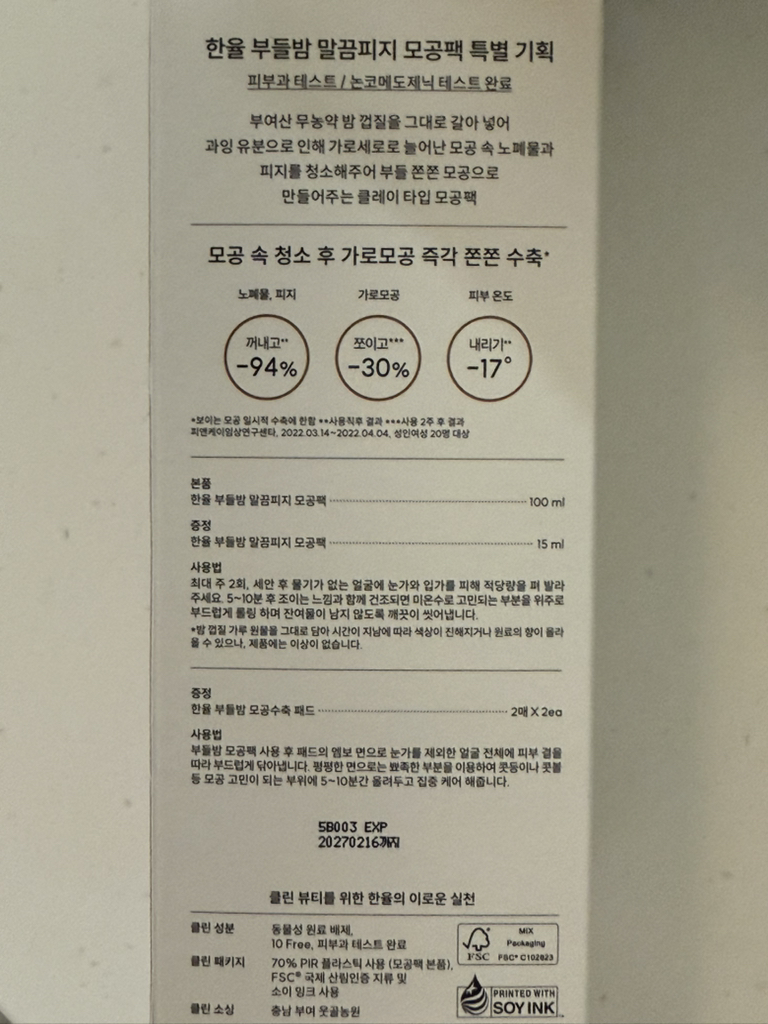 한율 부들밤 말끔피지 모공팩 특별 기획
피부과 테스트 / 논코메도제닉 테스트 완료
부여산 무농약 밤 껍질을 그대로 갈아 넣어
과잉 유분으로 인해 가로세로로 늘어난 모공 속 노폐물과
피지를 청소해주어 부들 쫀쫀 모공으로
만들어주는 클레이 타입 모공팩
모공 속 청소 후 가로모공 즉각 쫀쫀 수축*
노폐물, 피지 가로모공 피부 온도
꺼내고** 쪼이고*** 내리기**
-94% -30% -17°
*보이는 모공 일시적 수축에 한함 **사용직후 결과 ***사용 2주 후 결과
피앤케이임상연구센타, 2022.03.14~2022.04.04, 성인여성 20명 대상
본품
한율 부들밤 말끔피지 모공팩 100 ml
증정
한율 부들밤 말끔피지 모공팩 15 ml
사용법
최대 주 2회, 세안 후 물기가 없는 얼굴에 눈가와 입가를 피해 적당량을 펴 발라
주세요. 5~10분 후 조이는 느낌과 함께 건조되면 미온수로 고민되는 부분을 위주로
부드럽게 롤링 하며 잔여물이 남지 않도록 깨끗이 씻어냅니다.
*밤 껍질 가루 원물을 그대로 담아 시간이 지남에 따라 색상이 진해지거나 원료의 향이 올라
올 수 있으나, 제품에는 이상이 없습니다.
증정
한율 부들밤 모공수축 패드 2매 X 2ea
사용법
부들밤 모공팩 사용 후 패드의 엠보 면으로 눈가를 제외한 얼굴 전체에 피부 결을
따라 부드럽게 닦아냅니다. 평평한 면으로는 뾰족한 부분을 이용하여 콧등이나 콧볼
등 모공 고민이 되는 부위에 5~10분간 올려두고 집중 케어 해줍니다.
5B003 EXP
20270216까지
클린 뷰티를 위한 한율의 이로운 실천
클린 성분 동물성 원료 배제,
10 Free, 피부과 테스트 완료
클린 패키지 70% PIR 플라스틱 사용 (모공팩 본품),
FSC® 국제 산림인증 지류 및
소이 잉크 사용
클린 소싱 충남 부여 웃골농원
MIX
Packaging
FSC FSC® C102823
PRINTED WITH
SOY INK